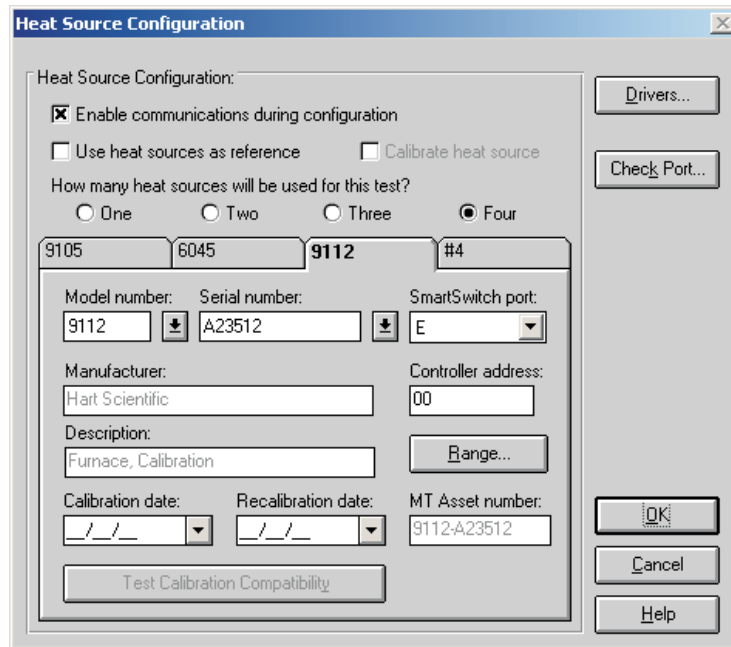 Heat Source Configuration
Heat Source Configuration:
Drivers...
Enable communications during configuration
Use heat sources as reference Calibrate heat source
Check Port...
How many heat sources will be used for this test?
One Two Three Four
9105 6045 9112 #4
Model number: Serial number: SmartSwitch port:
9112 A23512 E
Manufacturer: Controller address:
Hart Scientific 00
Description:
Furnace, Calibration Range...
Calibration date: Recalibration date: MT Asset number:
__/__/__ __/__/__ 9112-A23512
OK
Test Calibration Compatibility
Cancel
Help